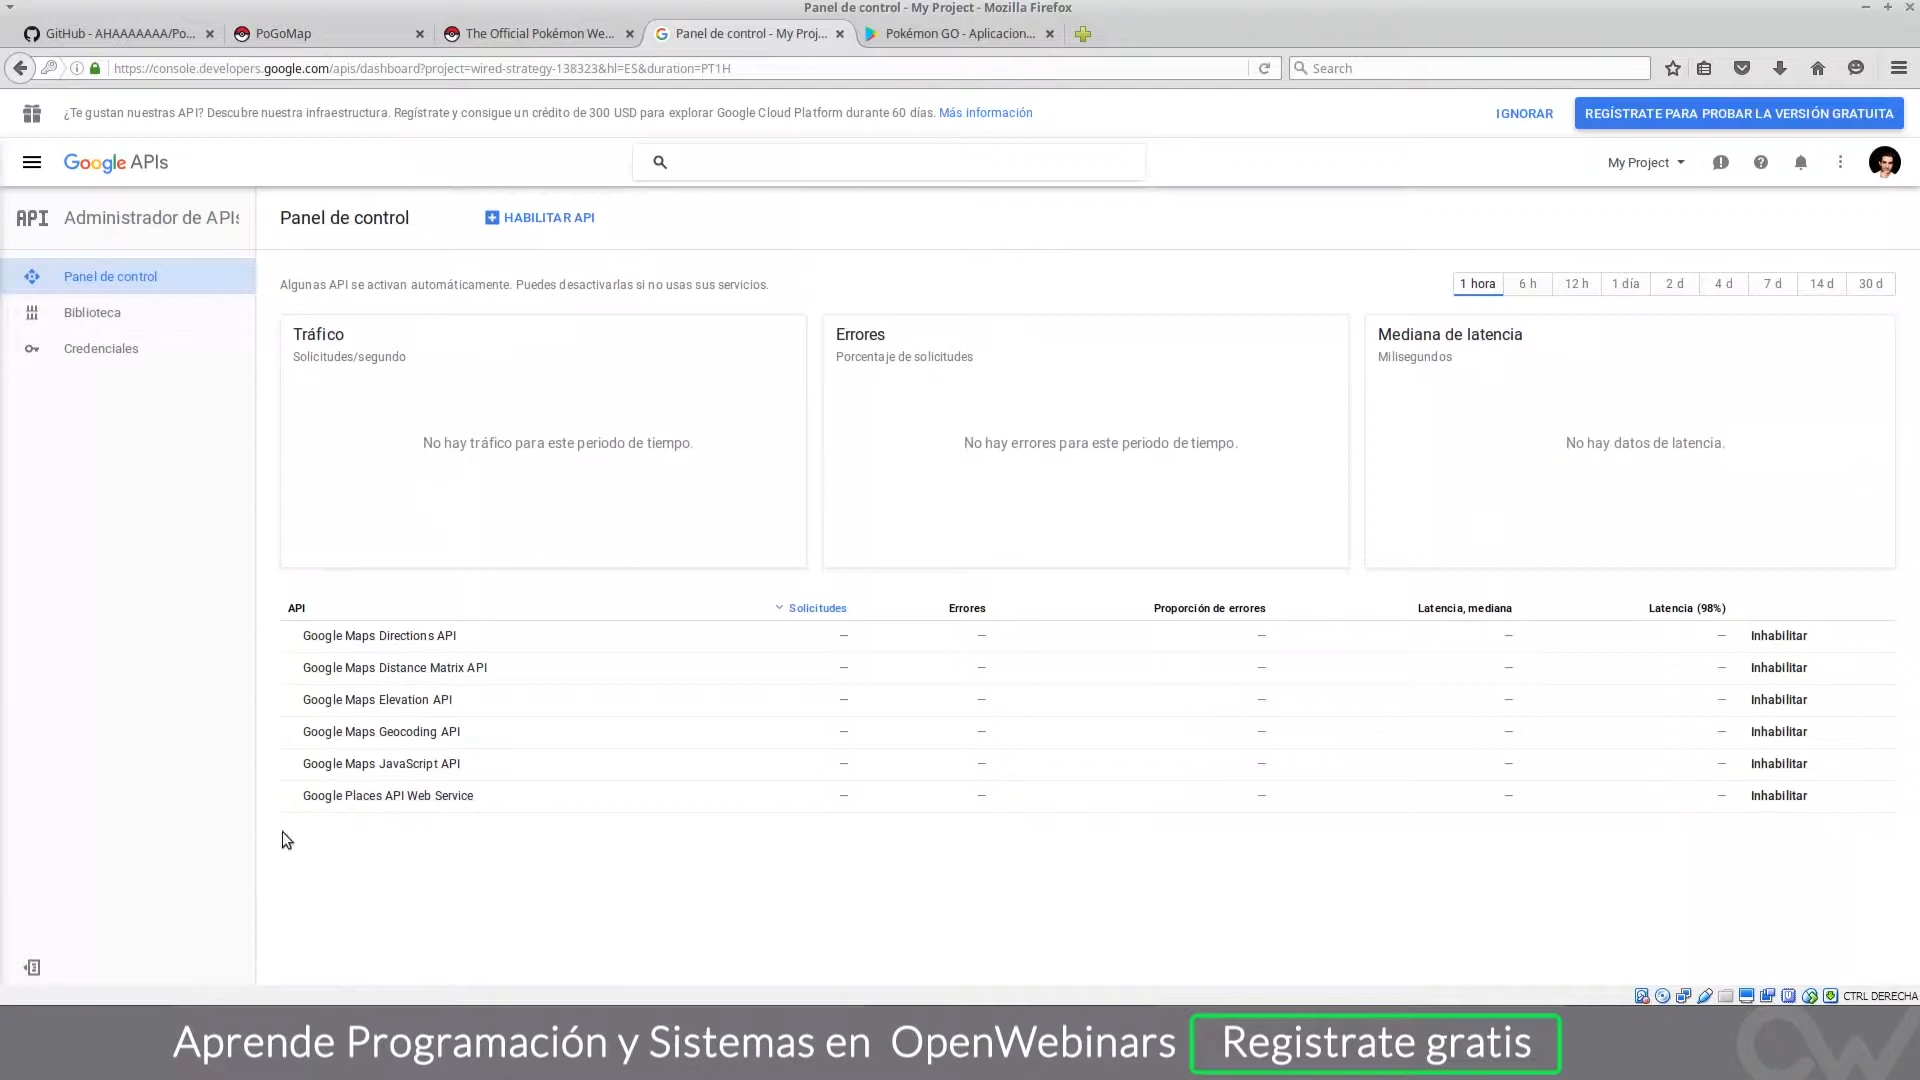 Panel de control - My Project - Mozilla Firefox
GitHub - AHAAAAAAA/Po...
PoGoMap
The Official Pokémon We...
Panel de control - My Proj...
Pokémon GO - Aplicacion...
https://console.developers.google.com/apis/dashboard?project=wired-strategy-138323&hl=ES&duration=PT1H
Search
¿Te gustan nuestras API? Descubre nuestra infraestructura. Regístrate y consigue un crédito de 300 USD para explorar Google Cloud Platform durante 60 días. Más información
IGNORAR
REGÍSTRATE PARA PROBAR LA VERSIÓN GRATUITA
Google APIs
My Project
API Administrador de APIs
Panel de control
HABILITAR API
Panel de control
Biblioteca
Credenciales
Algunas API se activan automáticamente. Puedes desactivarlas si no usas sus servicios.
1 hora 6 h 12 h 1 día 2 d 4 d 7 d 14 d 30 d
Tráfico
Solicitudes/segundo
No hay tráfico para este periodo de tiempo.
Errores
Porcentaje de solicitudes
No hay errores para este periodo de tiempo.
Mediana de latencia
Milisegundos
No hay datos de latencia.
API Solicitudes Errores Proporción de errores Latencia, mediana Latencia (98%)
Google Maps Directions API — — — — — Inhabilitar
Google Maps Distance Matrix API — — — — — Inhabilitar
Google Maps Elevation API — — — — — Inhabilitar
Google Maps Geocoding API — — — — — Inhabilitar
Google Maps JavaScript API — — — — — Inhabilitar
Google Places API Web Service — — — — — Inhabilitar
CTRL DERECHA
Aprende Programación y Sistemas en OpenWebinars Registrate gratis